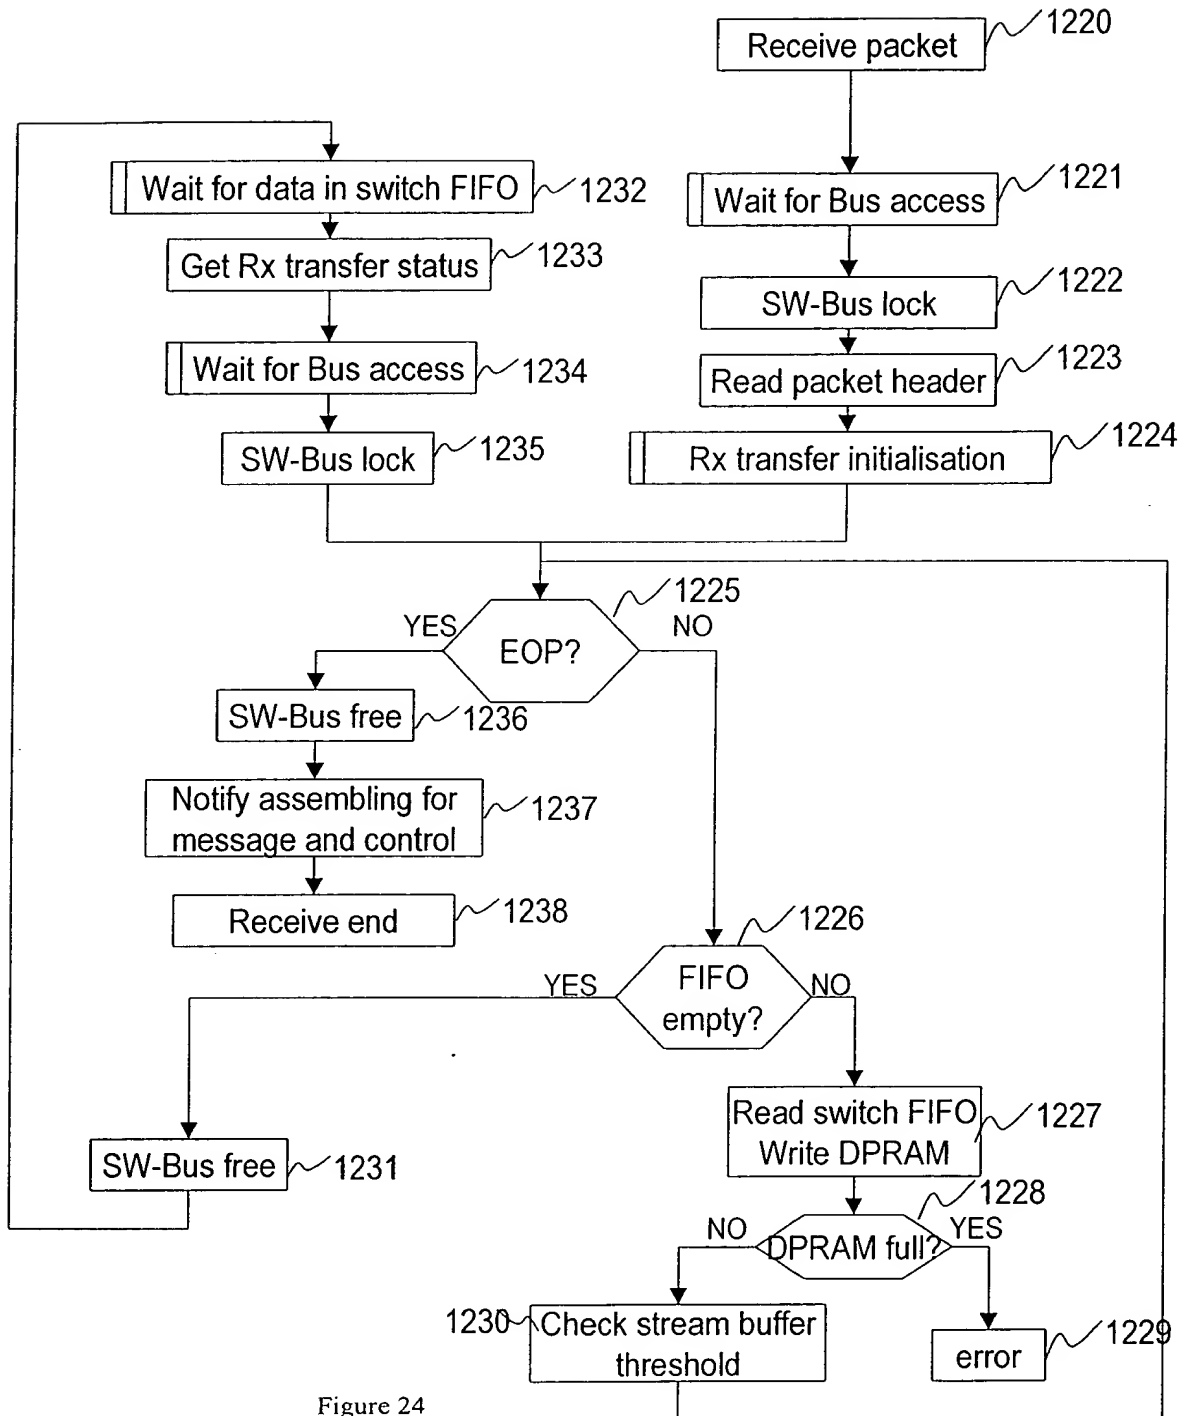 Receive packet
1220
Wait for data in switch FIFO
1232
Wait for Bus access
1221
Get Rx transfer status
1233
SW-Bus lock
1222
Wait for Bus access
1234
Read packet header
1223
SW-Bus lock
1235
Rx transfer initialisation
1224
EOP?
1225
YES
NO
SW-Bus free
1236
Notify assembling for
message and control
1237
Receive end
1238
FIFO
empty?
1226
YES
NO
Read switch FIFO
Write DPRAM
1227
SW-Bus free
1231
DPRAM full?
1228
NO
YES
1230
Check stream buffer
threshold
error
1229
Figure 24